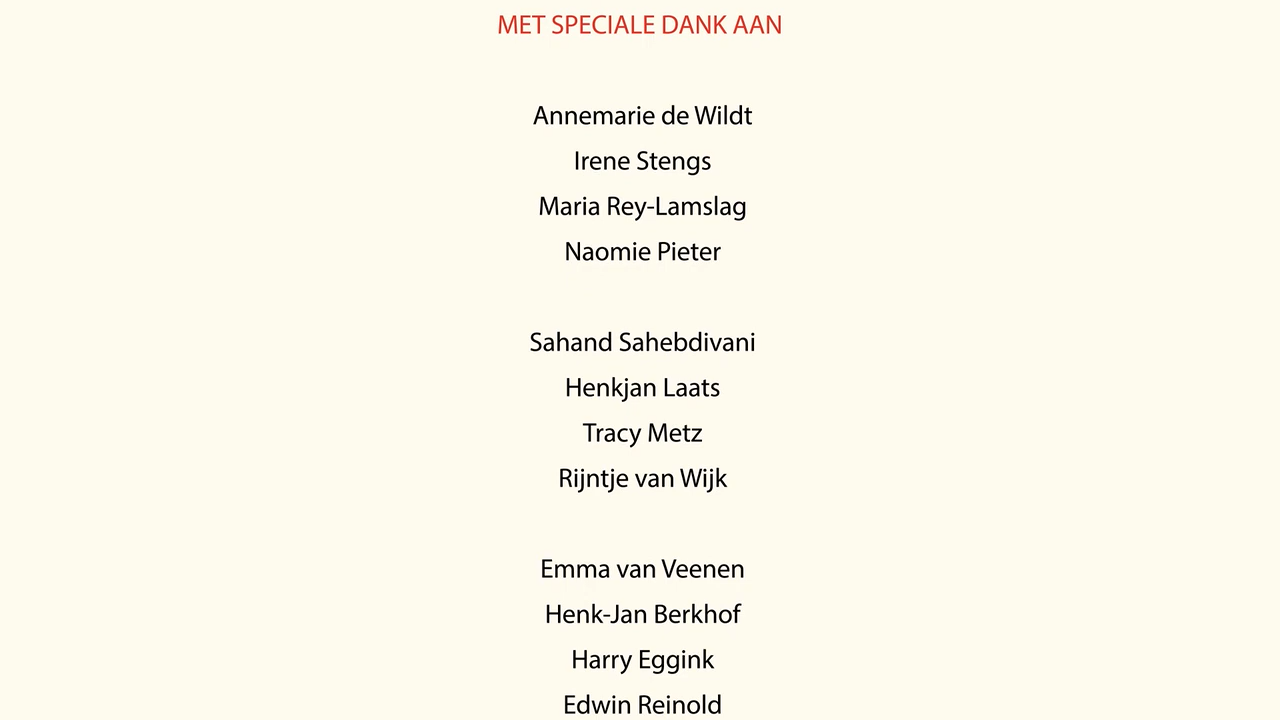 MET SPECIALE DANK AAN
Annemarie de Wildt
Irene Stengs
Maria Rey-Lamslag
Naomie Pieter
Sahand Sahebdivani
Henkjan Laats
Tracy Metz
Rijntje van Wijk
Emma van Veenen
Henk-Jan Berkhof
Harry Eggink
Edwin Reinold